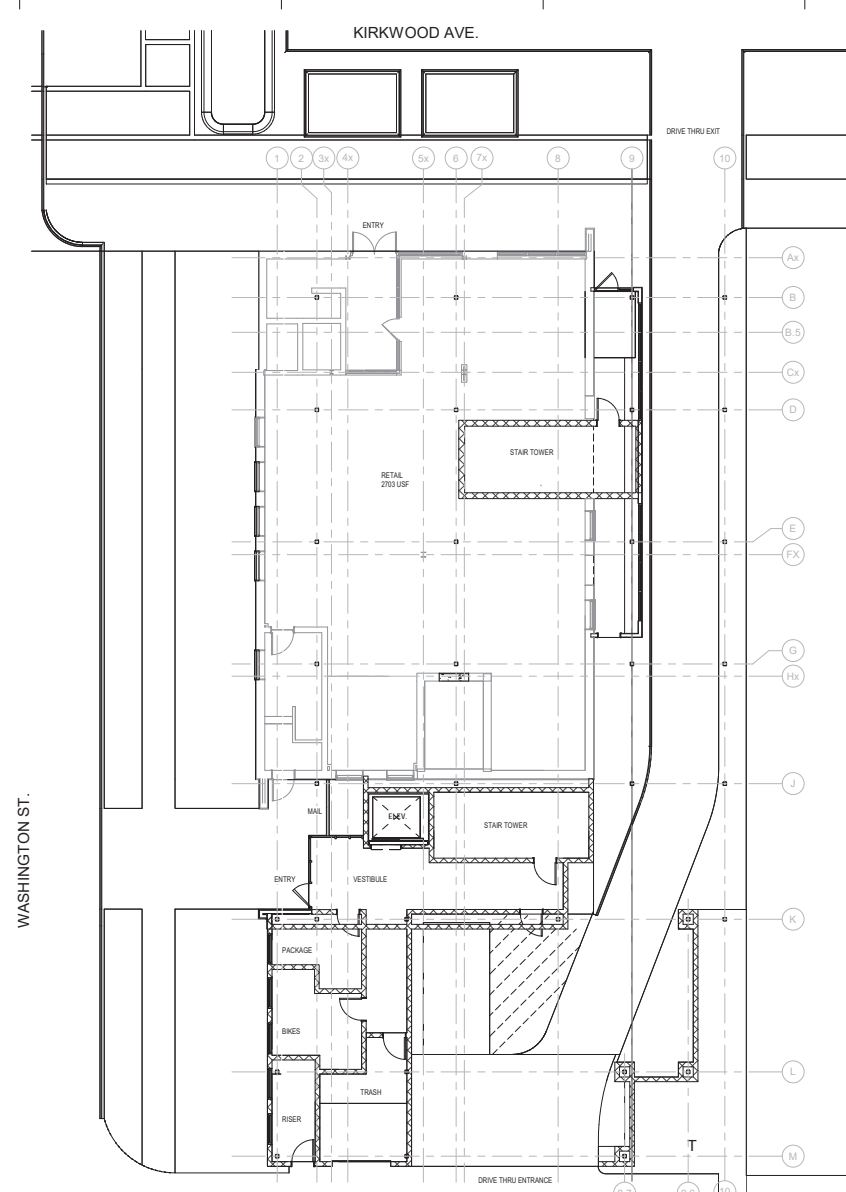 KIRKWOOD AVE.
DRIVE THRU EXIT
1 2 3x 4x 5x 6 7x 8 9 10
ENTRY
Ax
B
B.5
Cx
D
STAIR TOWER
RETAIL
2703 USF
E
FX
G
Hx
J
WASHINGTON ST.
MAIL
ELEV.
STAIR TOWER
ENTRY
VESTIBULE
K
PACKAGE
BIKES
L
TRASH
RISER
T
M
DRIVE THRU ENTRANCE
10